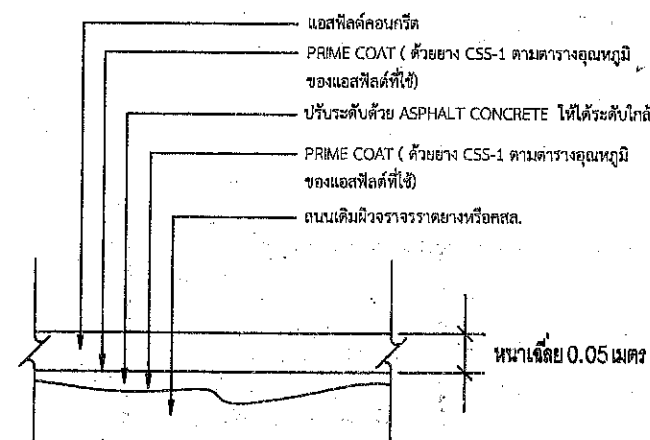 แอสฟัลต์คอนกรีต
PRIME COAT ( ด้วยยาง CSS-1 ตามตารางอุณหภูมิ
ของแอสฟัลต์ที่ใช้)
ปรับระดับด้วย ASPHALT CONCRETE ให้ได้ระดับใกล้
PRIME COAT ( ด้วยยาง CSS-1 ตามตารางอุณหภูมิ
ของแอสฟัลต์ที่ใช้)
ถนนเดิมผิวจราจรราดยางหรือคสล.
หนาเฉลี่ย 0.05 เมตร